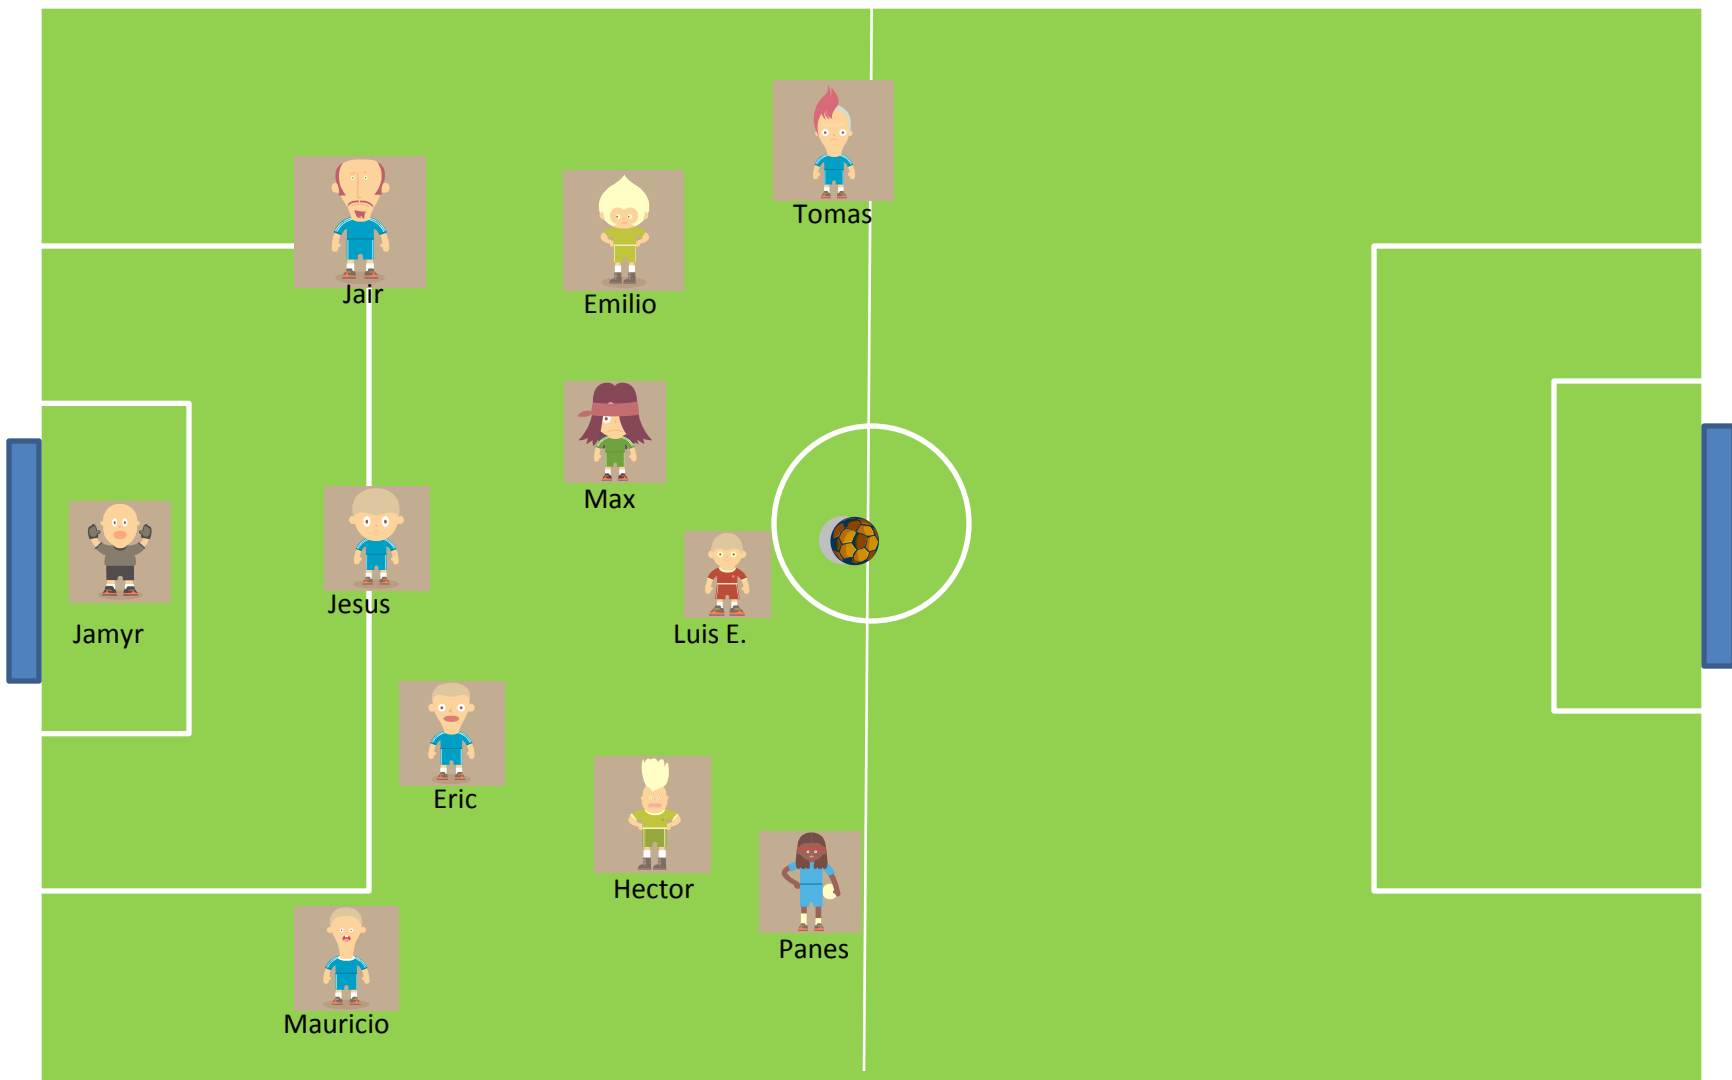 Tomas
Jair
Emilio
Max
Jesus
Jamyr
Luis E.
Eric
Hector
Panes
Mauricio